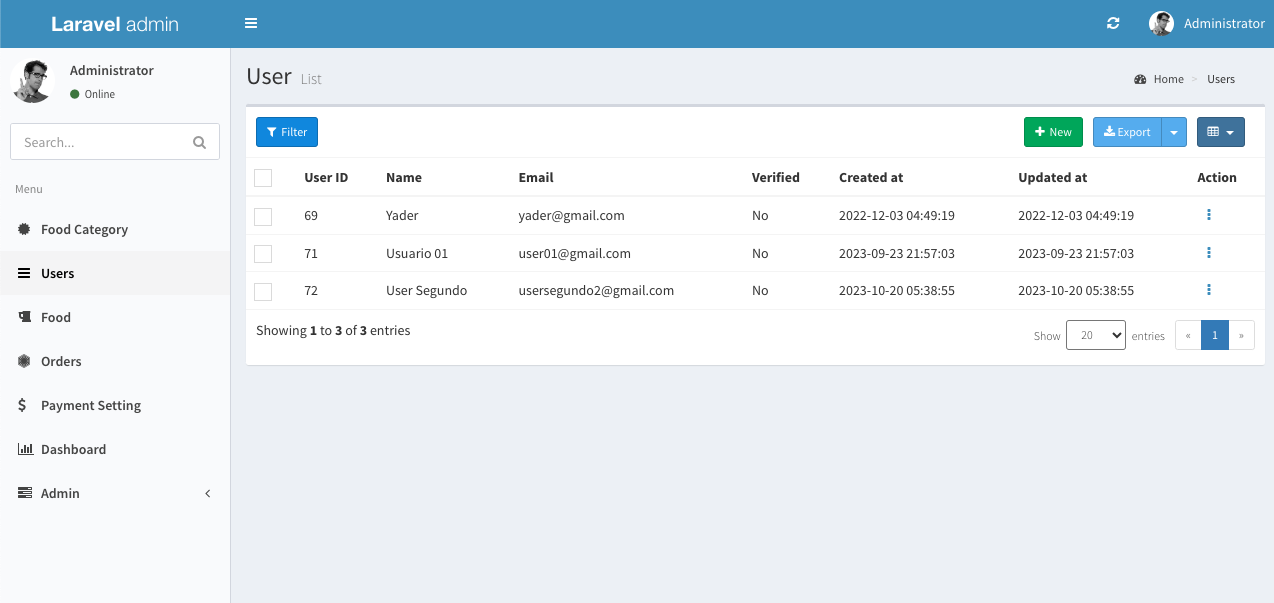 Laravel admin
Administrator
Administrator
Online
Search...
Menu
Food Category
Users
Food
Orders
Payment Setting
Dashboard
Admin
User List
Home > Users
Filter
New Export
User ID Name Email Verified Created at Updated at Action
69 Yader yader@gmail.com No 2022-12-03 04:49:19 2022-12-03 04:49:19
71 Usuario 01 user01@gmail.com No 2023-09-23 21:57:03 2023-09-23 21:57:03
72 User Segundo usersegundo2@gmail.com No 2023-10-20 05:38:55 2023-10-20 05:38:55
Showing 1 to 3 of 3 entries
Show 20 entries « 1 »